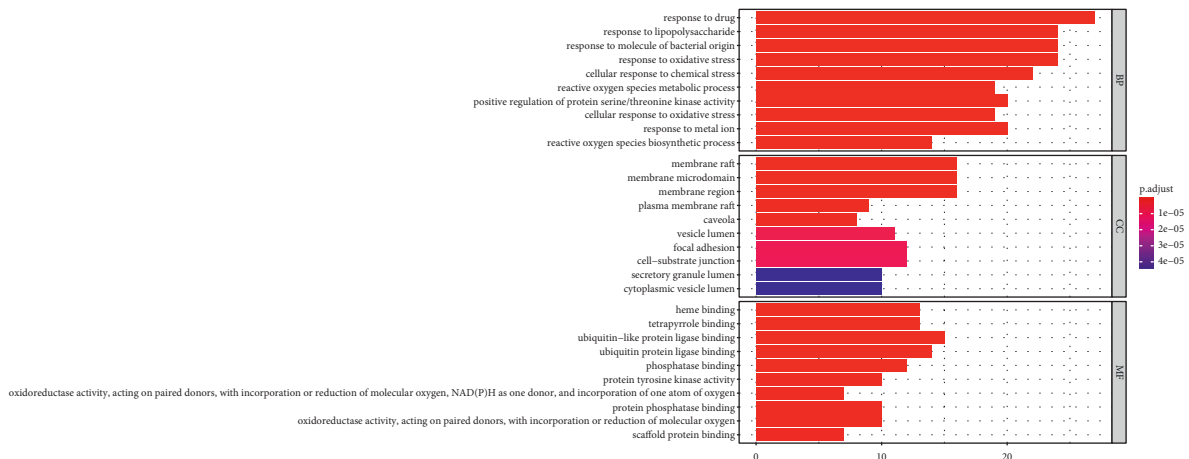 response to drug
response to lipopolysaccharide
response to molecule of bacterial origin
response to oxidative stress
cellular response to chemical stress
reactive oxygen species metabolic process
positive regulation of protein serine/threonine kinase activity
cellular response to oxidative stress
response to metal ion
reactive oxygen species biosynthetic process
BP
membrane raft
membrane microdomain
membrane region
plasma membrane raft
caveola
vesicle lumen
focal adhesion
cell−substrate junction
secretory granule lumen
cytoplasmic vesicle lumen
CC
heme binding
tetrapyrrole binding
ubiquitin−like protein ligase binding
ubiquitin protein ligase binding
phosphatase binding
protein tyrosine kinase activity
oxidoreductase activity, acting on paired donors, with incorporation or reduction of molecular oxygen, NAD(P)H as one donor, and incorporation of one atom of oxygen
protein phosphatase binding
oxidoreductase activity, acting on paired donors, with incorporation or reduction of molecular oxygen
scaffold protein binding
MF
0 10 20
p.adjust
1e−05
2e−05
3e−05
4e−05